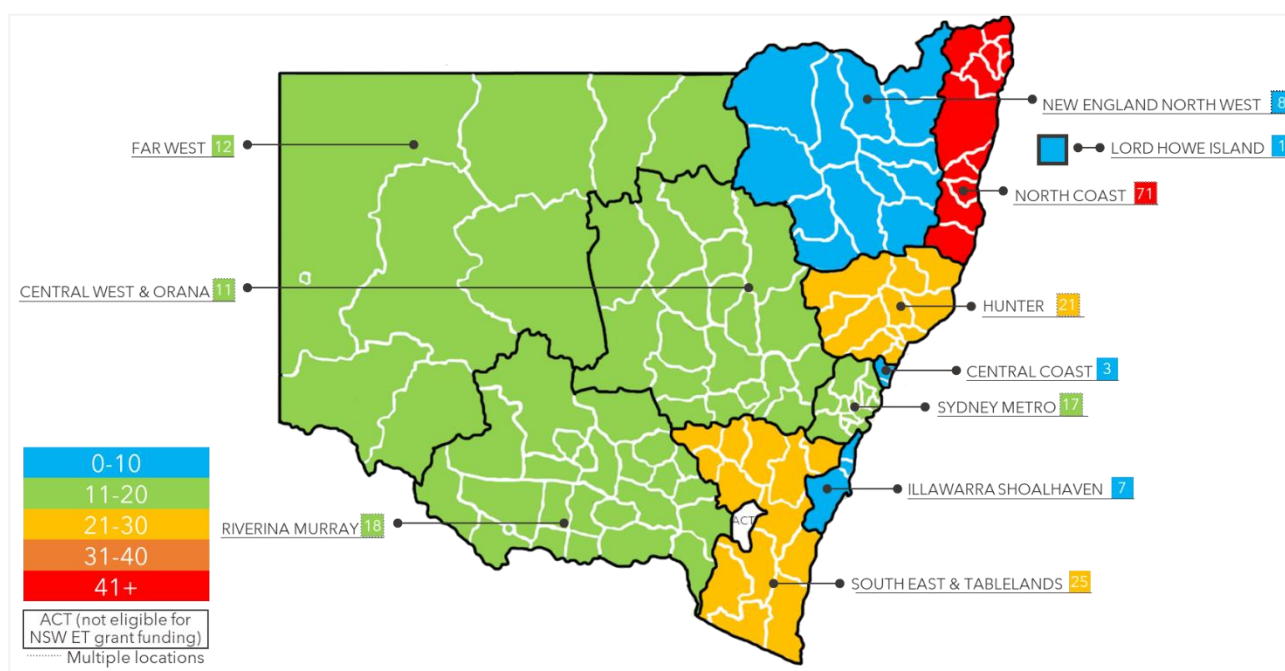 NEW ENGLAND NORTH WEST 8
FAR WEST 12
LORD HOWE ISLAND 1
NORTH COAST 71
CENTRAL WEST & ORANA 11
HUNTER 21
CENTRAL COAST 3
SYDNEY METRO 17
0-10
11-20
21-30
31-40
41+
ILLAWARRA SHOALHAVEN 7
ACT
RIVERINA MURRAY 18
SOUTH EAST & TABLELANDS 25
ACT (not eligible for
NSW ET grant funding)
Multiple locations